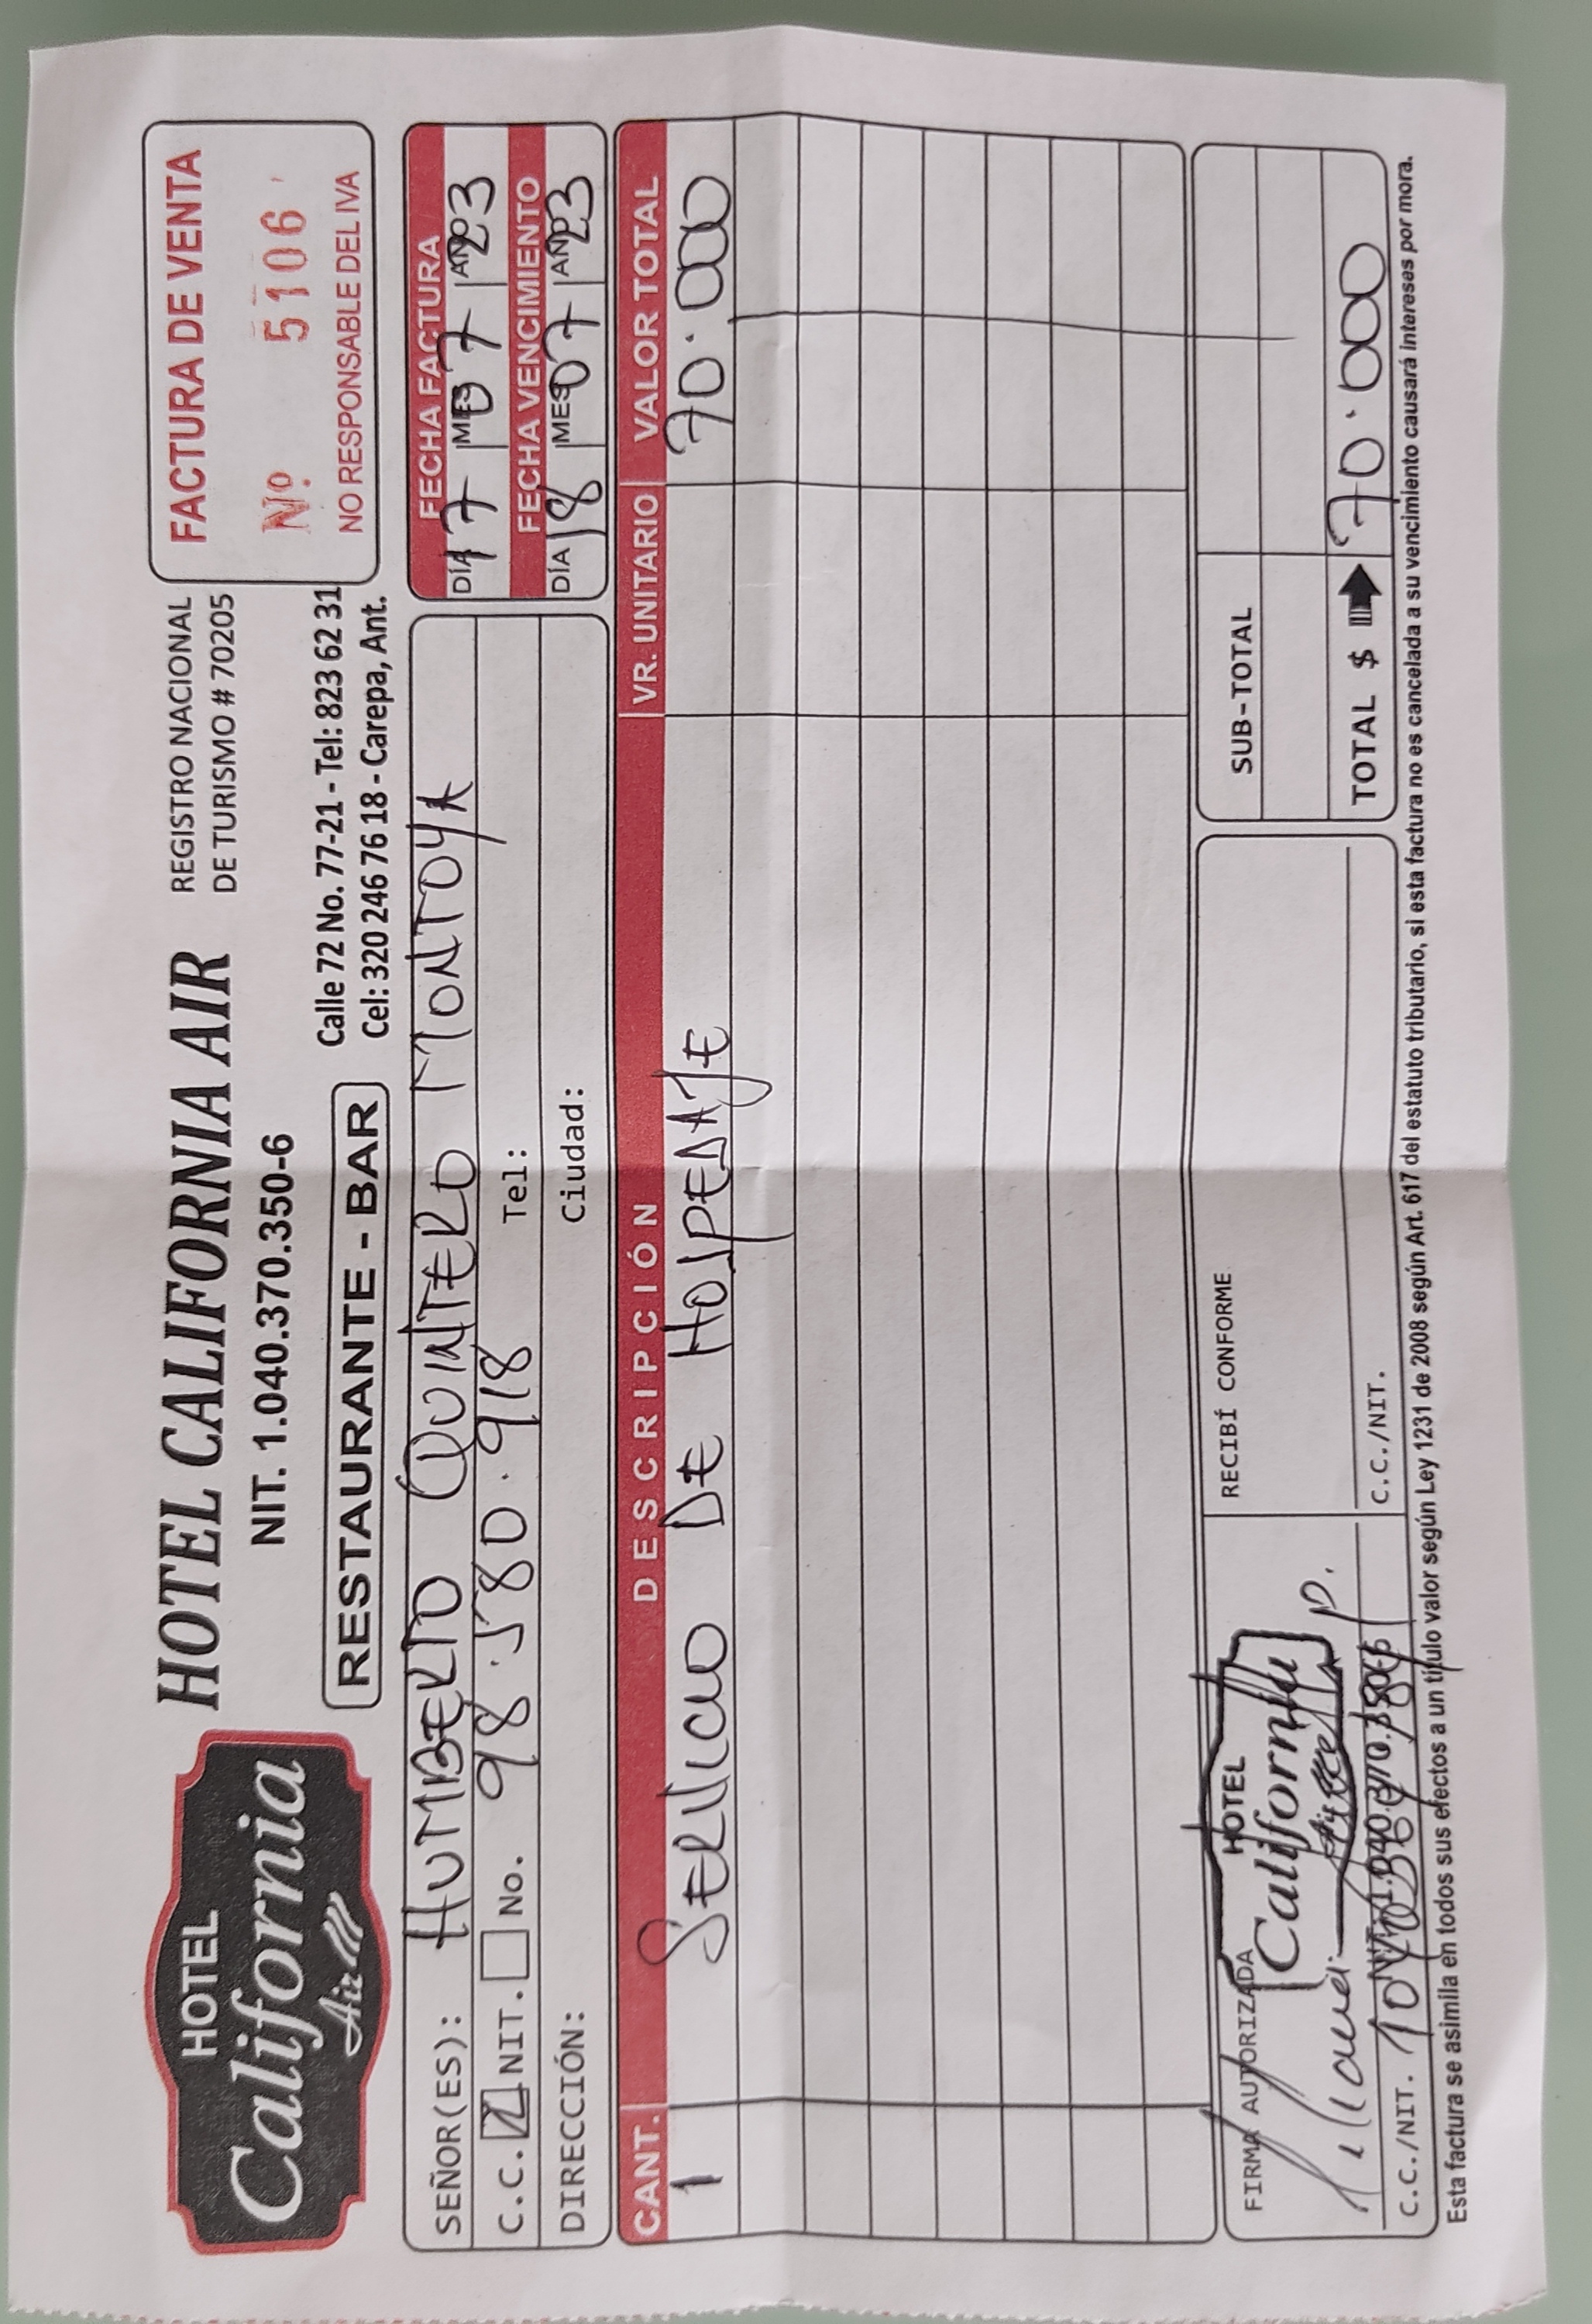 HOTEL
California
Air
HOTEL CALIFORNIA AIR
NIT. 1.040.370.350-6
REGISTRO NACIONAL
DE TURISMO # 70205
RESTAURANTE - BAR
Calle 72 No. 77-21 - Tel: 823 62 31
Cel: 320 246 76 18 - Carepa, Ant.
FACTURA DE VENTA
Nº 5106
NO RESPONSABLE DEL IVA
SEÑOR(ES): HUMBERTO QUINTERO MONTOYA
C.C. NIT. No. 98.580.918 Tel:
DIRECCIÓN: Ciudad:
FECHA FACTURA
DÍA 17 MES 07 AÑO 23
FECHA VENCIMIENTO
DÍA 18 MES 07 AÑO 23
CANT. DESCRIPCIÓN VR. UNITARIO VALOR TOTAL
1 SERVICIO DE HOSPEDAJE 70.000
FIRMA AUTORIZADA
HOTEL
California
Air
C.C./NIT.
RECIBÍ CONFORME
C.C./NIT.
SUB-TOTAL
TOTAL $ 70.000
Esta factura se asimila en todos sus efectos a un título valor según Ley 1231 de 2008 según Art. 617 del estatuto tributario, si esta factura no es cancelada a su vencimiento causará intereses por mora.